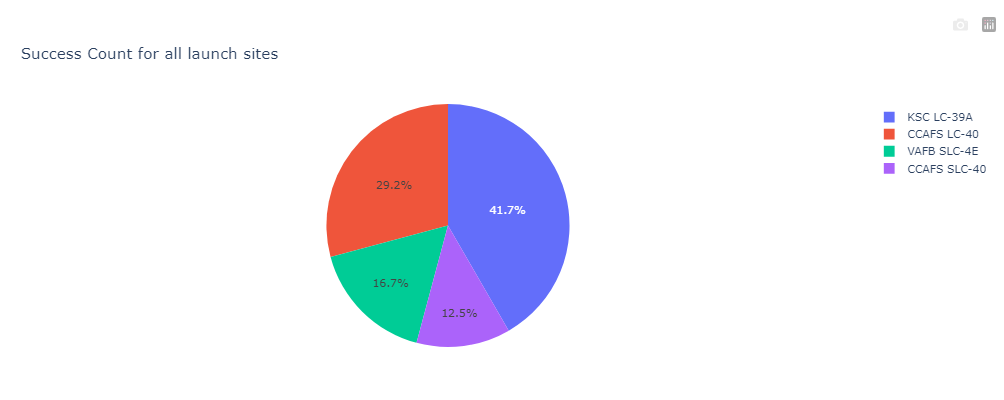 Success Count for all launch sites
KSC LC-39A
CCAFS LC-40
VAFB SLC-4E
CCAFS SLC-40
29.2%
41.7%
16.7%
12.5%